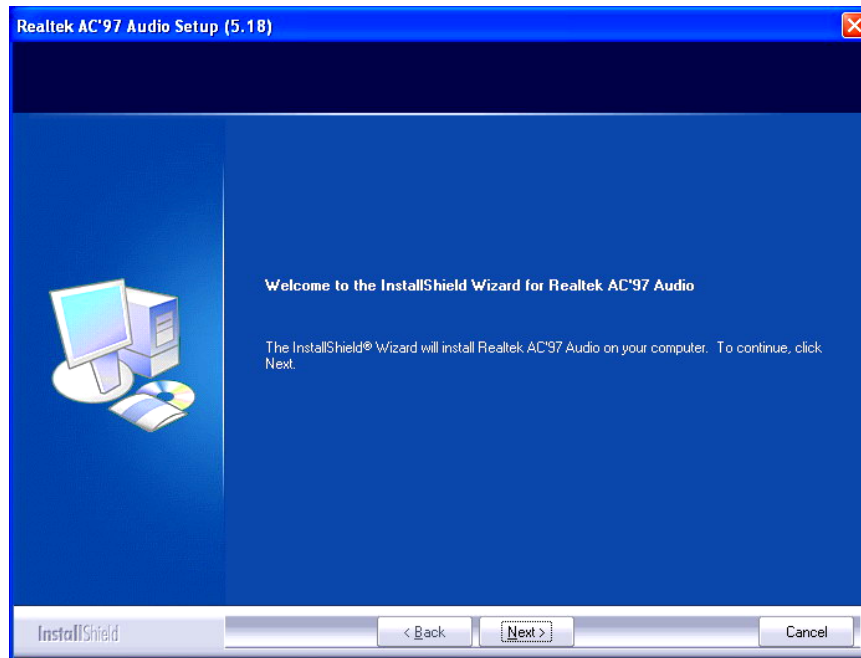 Realtek AC'97 Audio Setup (5.18)
Welcome to the InstallShield Wizard for Realtek AC'97 Audio
The InstallShield® Wizard will install Realtek AC'97 Audio on your computer. To continue, click
Next.
InstallShield
< Back
Next >
Cancel